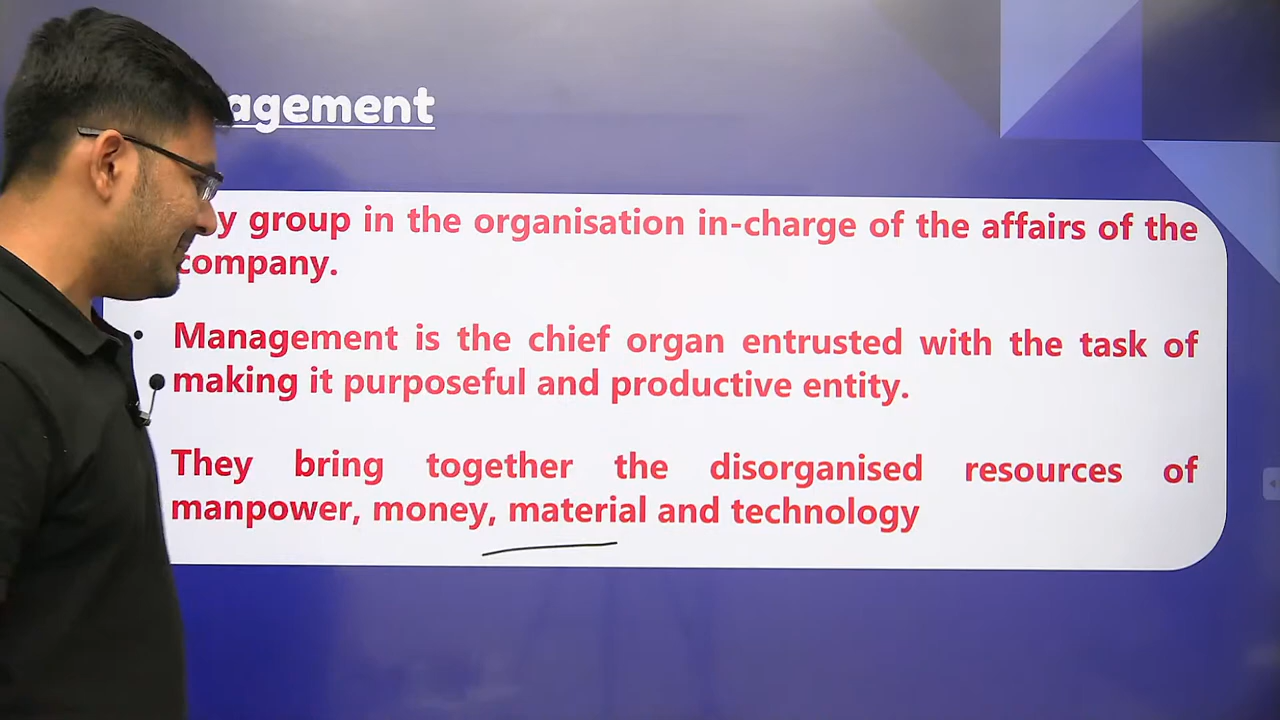 agement
y group in the organisation in-charge of the affairs of the
company.
• Management is the chief organ entrusted with the task of
making it purposeful and productive entity.
They bring together the disorganised resources of
manpower, money, material and technology